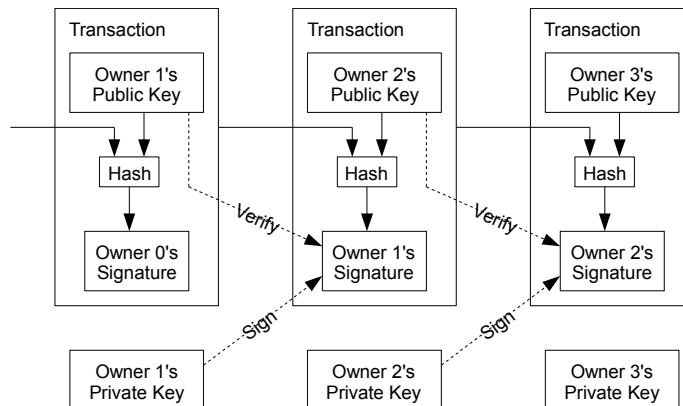 Transaction
Owner 1's
Public Key
Hash
Owner 0's
Signature
Transaction
Owner 2's
Public Key
Hash
Verify
Owner 1's
Signature
Sign
Transaction
Owner 3's
Public Key
Hash
Verify
Owner 2's
Signature
Sign
Owner 1's
Private Key
Owner 2's
Private Key
Owner 3's
Private Key